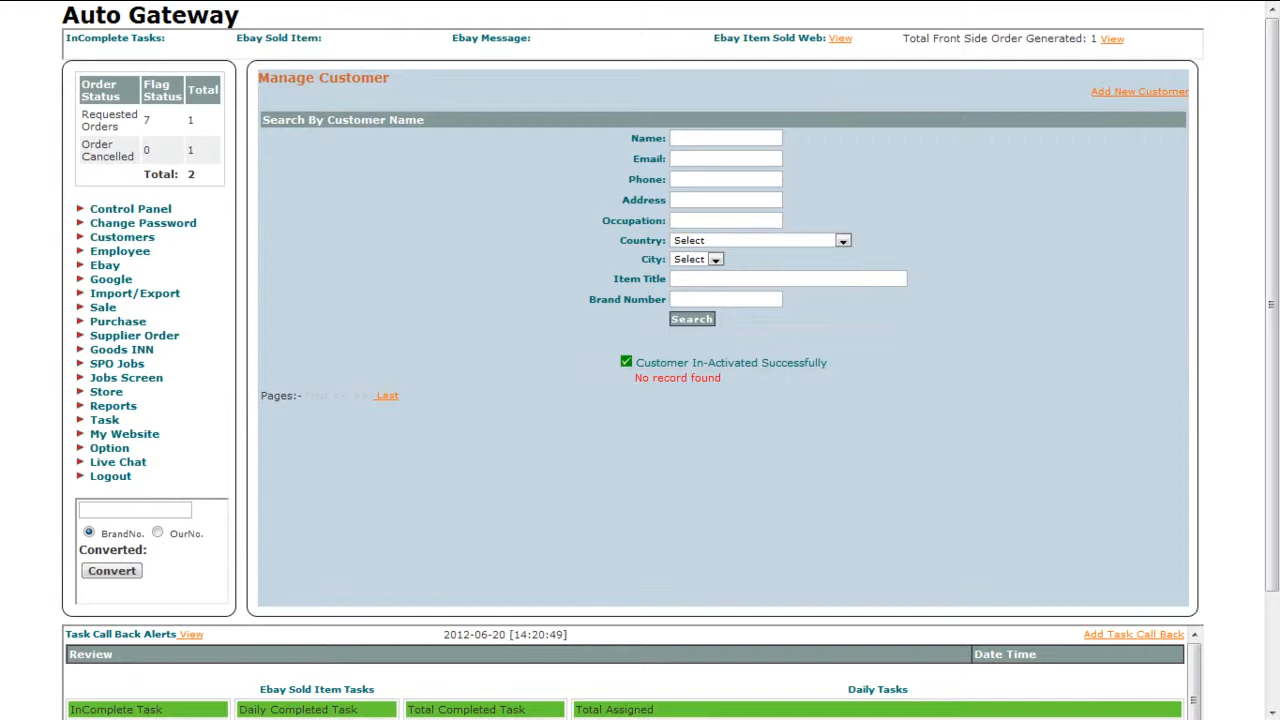 Auto Gateway
InComplete Tasks: Ebay Sold Item: Ebay Message: Ebay Item Sold Web: View Total Front Side Order Generated: 1 View
Order Status Flag Status Total
Requested Orders 7 1
Order Cancelled 0 1
Total: 2
Control Panel
Change Password
Customers
Employee
Ebay
Google
Import/Export
Sale
Purchase
Supplier Order
Goods INN
SPO Jobs
Jobs Screen
Store
Reports
Task
My Website
Option
Live Chat
Logout
BrandNo. OurNo.
Converted:
Convert
Manage Customer
Add New Customer
Search By Customer Name
Name:
Email:
Phone:
Address
Occupation:
Country: Select
City: Select
Item Title
Brand Number
Search
Customer In-Activated Successfully
No record found
Pages:- Last
Task Call Back Alerts View 2012-06-20 [14:20:49] Add Task Call Back
Review Date Time
Ebay Sold Item Tasks Daily Tasks
InComplete Task Daily Completed Task Total Completed Task Total Assigned